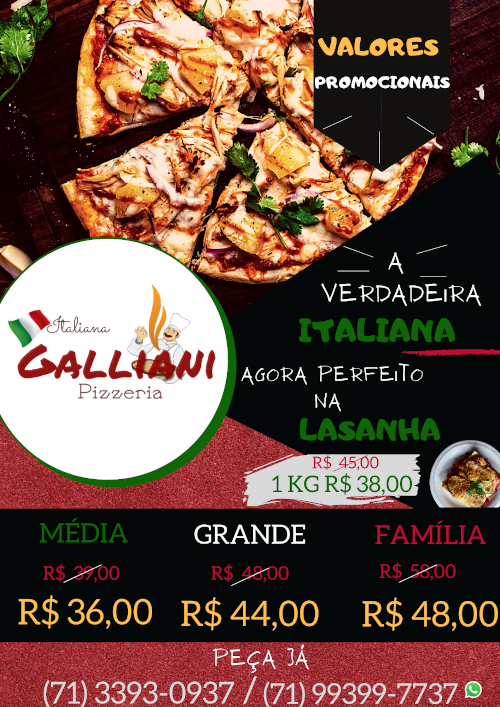 VALORES
PROMOCIONAIS
A
VERDADEIRA
ITALIANA
Italiana
GALLIANI
Pizzeria
AGORA PERFEITO
NA
LASANHA
R$ 45,00
1 KG R$ 38,00
MÉDIA GRANDE FAMÍLIA
R$ 39,00 R$ 48,00 R$ 58,00
R$ 36,00 R$ 44,00 R$ 48,00
PEÇA JÁ
(71) 3393-0937 / (71) 99399-7737